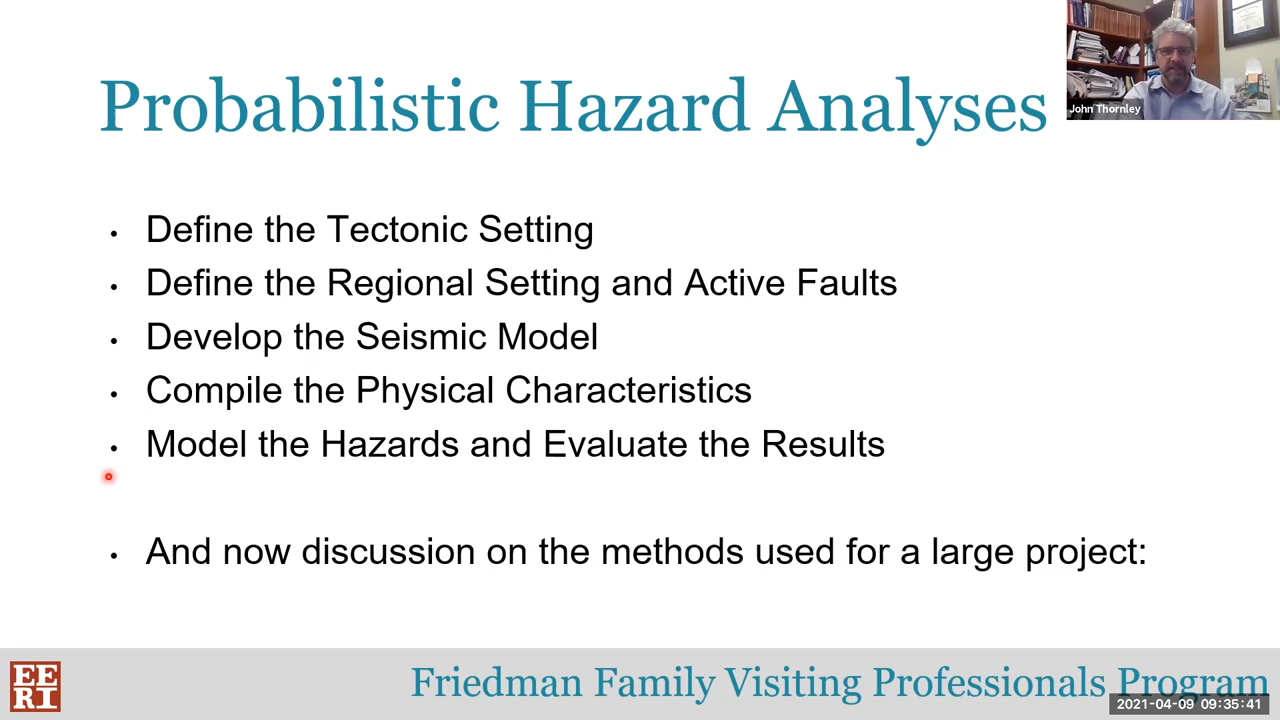 Probabilistic Hazard Analyses
John Thornley
• Define the Tectonic Setting
• Define the Regional Setting and Active Faults
• Develop the Seismic Model
• Compile the Physical Characteristics
• Model the Hazards and Evaluate the Results
• And now discussion on the methods used for a large project:
EE
RI
Friedman Family Visiting Professionals Program
2021-04-09 09:35:41